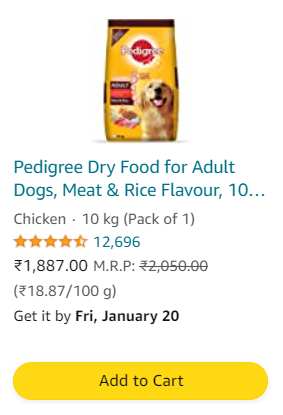 Pedigree
ADULT
Pedigree Dry Food for Adult
Dogs, Meat & Rice Flavour, 10...
Chicken · 10 kg (Pack of 1)
12,696
₹1,887.00 M.R.P: ₹2,050.00
(₹18.87/100 g)
Get it by Fri, January 20
Add to Cart